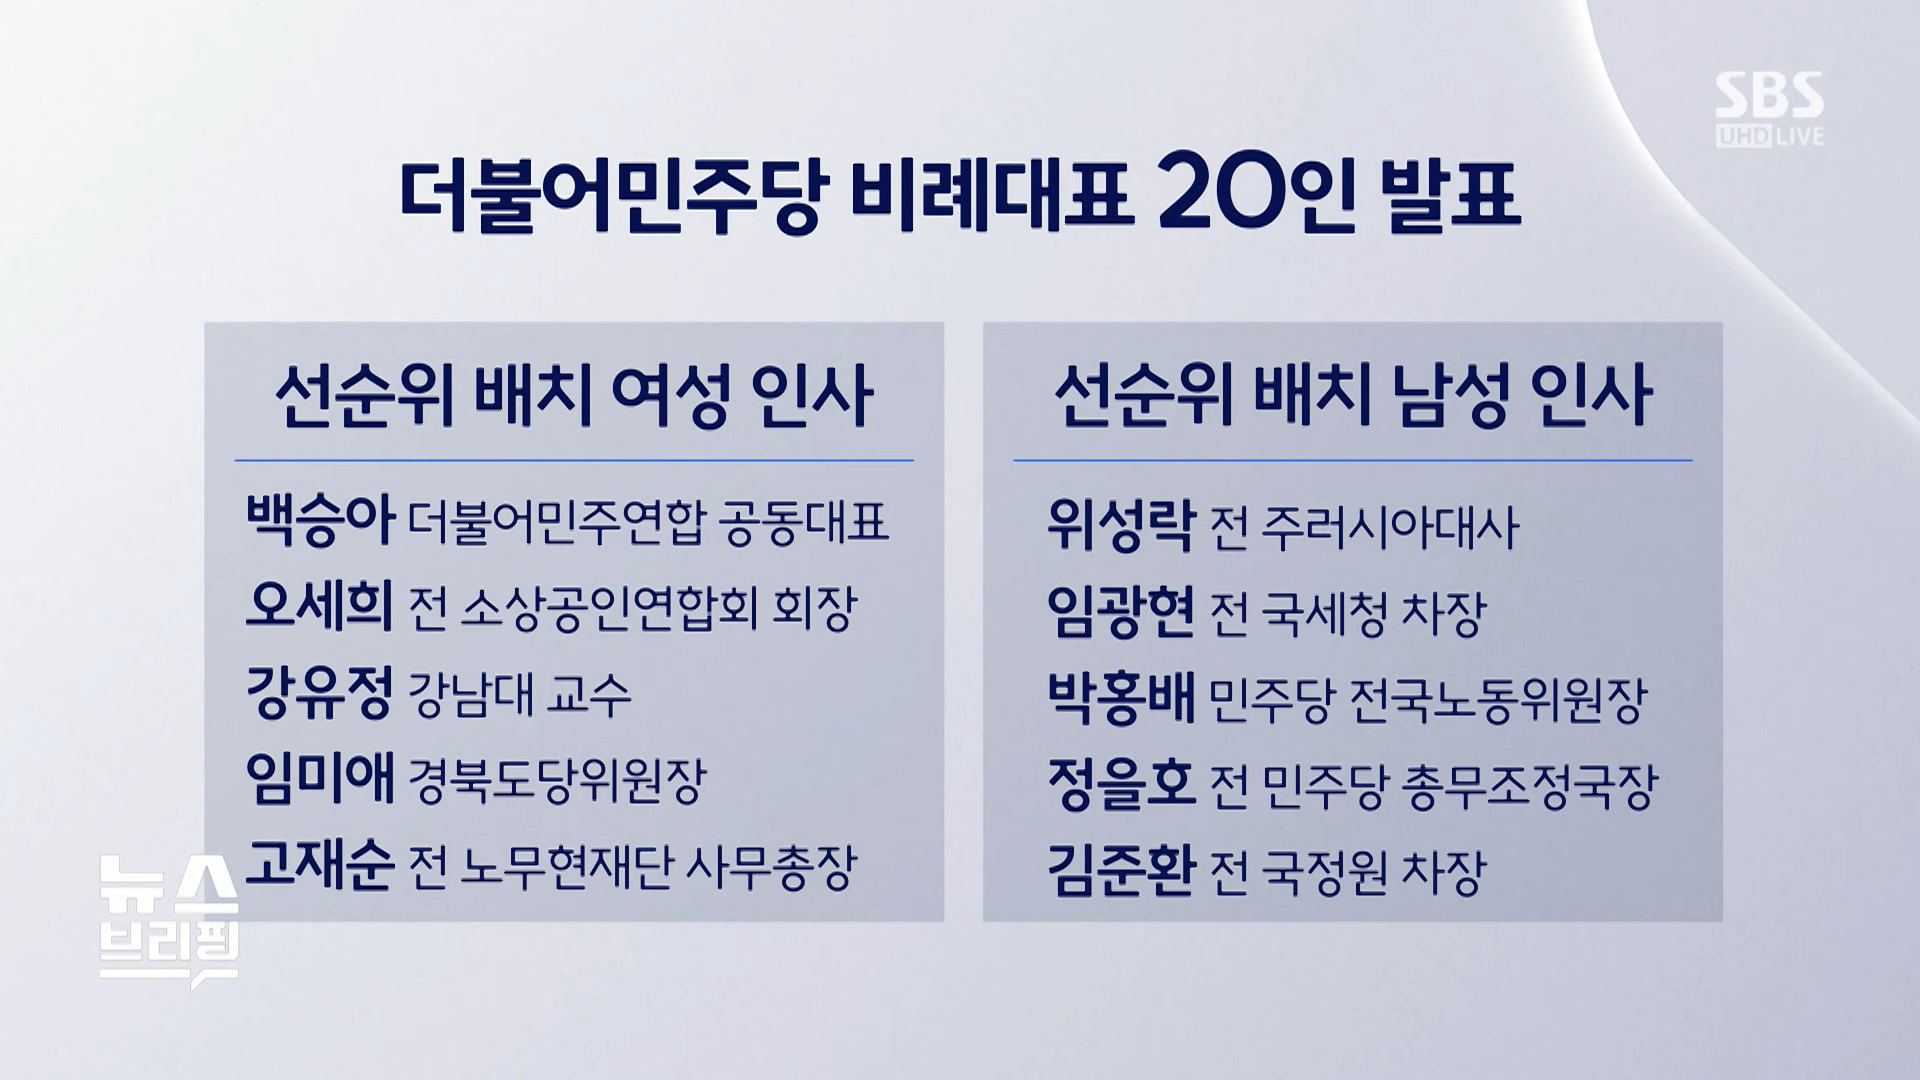 SBS
UHD LIVE
더불어민주당 비례대표 20인 발표
선순위 배치 여성 인사
백승아 더불어민주연합 공동대표
오세희 전 소상공인연합회 회장
강유정 강남대 교수
임미애 경북도당위원장
고재순 전 노무현재단 사무총장
선순위 배치 남성 인사
위성락 전 주러시아대사
임광현 전 국세청 차장
박홍배 민주당 전국노동위원장
정을호 전 민주당 총무조정국장
김준환 전 국정원 차장
뉴스
브리핑